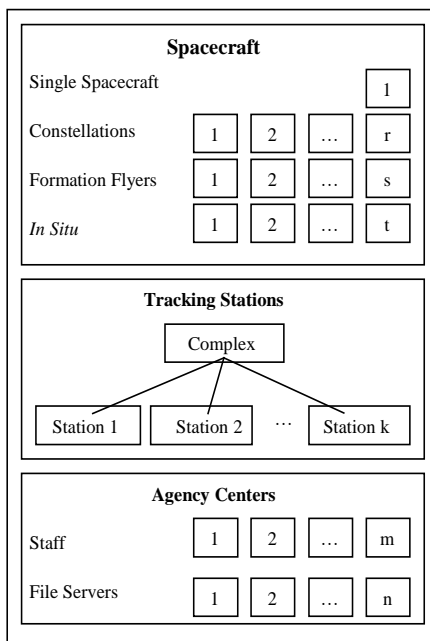 Spacecraft
Single Spacecraft 1
Constellations 1 2 … r
Formation Flyers 1 2 … s
In Situ 1 2 … t
Tracking Stations
Complex
Station 1 Station 2 … Station k
Agency Centers
Staff 1 2 … m
File Servers 1 2 … n